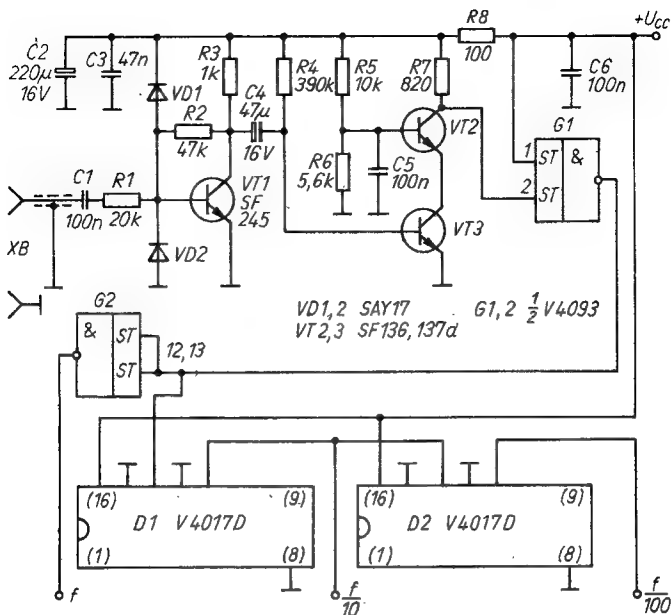 R8
+Ucc
100
C2
220µ
16V
C3
47n
VD1
R3
1k
C4
47µ
16V
R4
390k
R5
10k
R7
820
C6
100n
G1
R2
47k
VT2
1
ST
&
2
ST
R6
5,6k
C5
100n
C1
100n
R1
20k
VT1
SF
245
VT3
XB
VD2
G2
VD1,2 SAY17
G1,2 ½ V4093
VT2,3 SF136, 137d
&
ST
ST
12,13
(16)
(9)
D1 V4017D
(1)
(8)
(16)
(9)
D2 V4017D
(1)
(8)
f
f/10
f/100